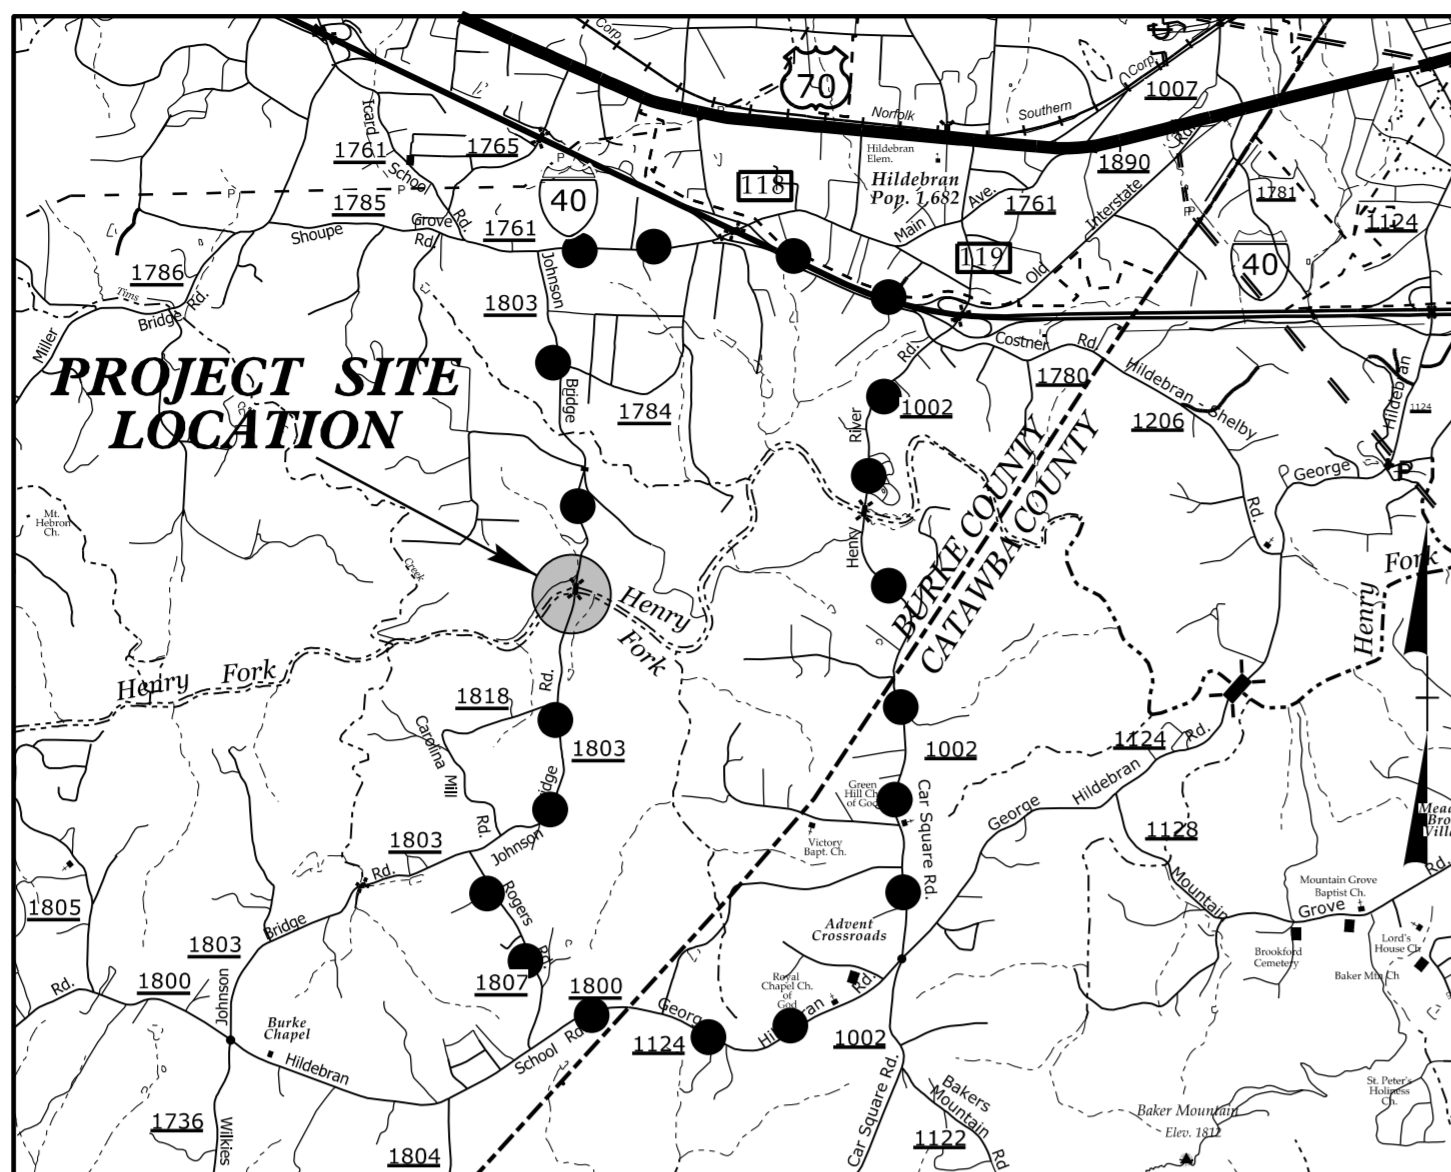 Corp.
70
Norfolk
Southern
Corp.
1007
Icard
School
Rd.
1761
1765
P
P
P
40
118
Hildebran
Elem.
Hildebran
Pop. 1,682
1890
Rd.
1781
1124
Main
Ave.
1761
Old
Interstate
119
40
P
1785
Shoupe
Grove
Rd.
1761
1786
Tims
Miller
Bridge
Rd.
Johnson
1803
Bridge
1784
PROJECT SITE
LOCATION
Rd.
Costner
Rd.
1780
Hildebran - Shelby
1206
Rd.
Hildebran
1124
George
P
River
1002
Henry
BURKE COUNTY
CATAWBA COUNTY
Mt.
Hebron
Ch.
Creek
Henry
Fork
Henry
Fork
Henry
Fork
Rd.
1818
Carolina
Mill
Rd.
1803
1803
Rd.
Johnson
Bridge
1002
Green
Hill Ch
of God
Car Square Rd.
Victory
Bapt. Ch.
George
Hildebran
Rd.
1124
1128
Mountain
Grove
Rd.
Mountain Grove
Baptist Ch.
Brookford
Cemetery
Lord's
House Ch
Baker Mtn Ch
1805
Rd.
1800
1803
Johnson
Rogers
Rd.
1807
1800
Burke
Chapel
Hildebran
School Rd
Advent
Crossroads
Royal
Chapel Ch.
of
God
Georg
Rd.
1124
1002
1736
Wilkies
1804
Car Square Rd.
Bakers
Mountain
Rd
1122
Baker Mountain
Elev. 1812
St. Peter's
Holiness
Ch.